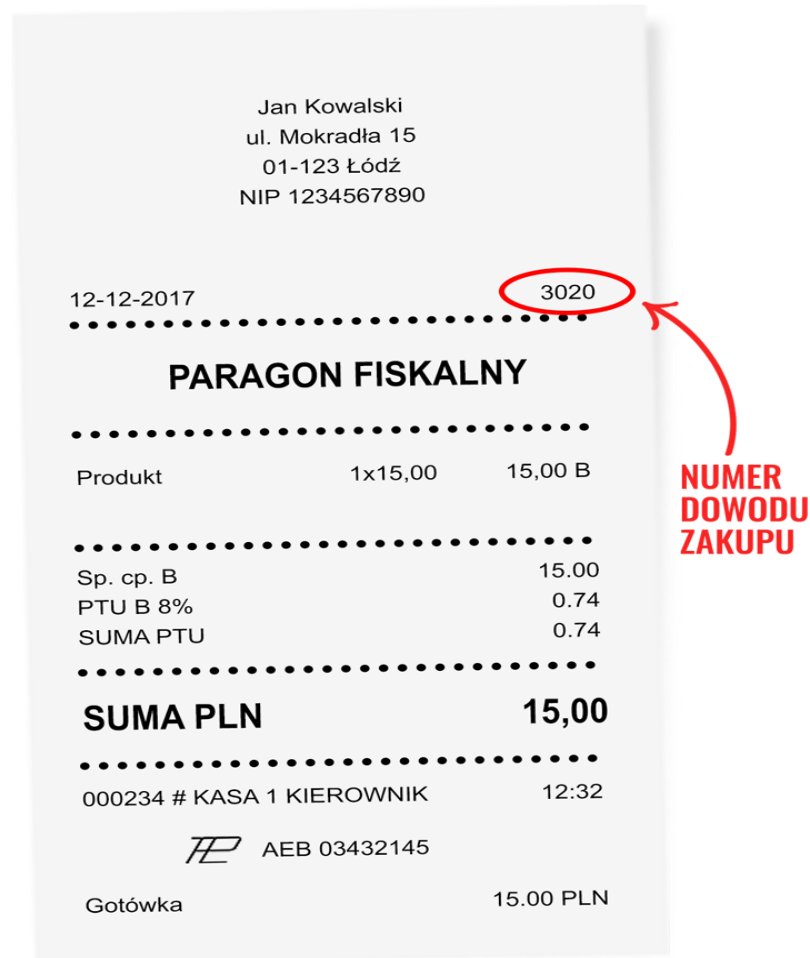 Jan Kowalski
ul. Mokradła 15
01-123 Łódź
NIP 1234567890
12-12-2017 3020
PARAGON FISKALNY
Produkt 1x15,00 15,00 B
NUMER
DOWODU
ZAKUPU
Sp. cp. B 15.00
PTU B 8% 0.74
SUMA PTU 0.74
SUMA PLN 15,00
000234 # KASA 1 KIEROWNIK 12:32
AEB 03432145
Gotówka 15.00 PLN